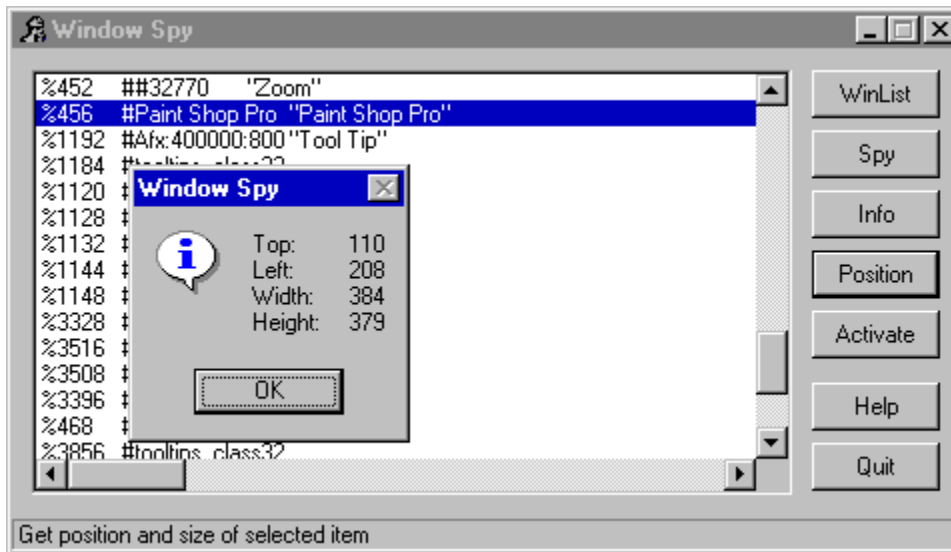 Window Spy
%452 ##32770 "Zoom"
%456 #Paint Shop Pro "Paint Shop Pro"
%1192 #Afx:400000:800 "Tool Tip"
%1184 #tooltips_class32
%1120 #
%1128 #
%1132 #
%1144 #
%1148 #
%3328 #
%3516 #
%3508 #
%3396 #
%468 #
%3856 #tooltips_class32
Window Spy
Top: 110
Left: 208
Width: 384
Height: 379
OK
WinList
Spy
Info
Position
Activate
Help
Quit
Get position and size of selected item